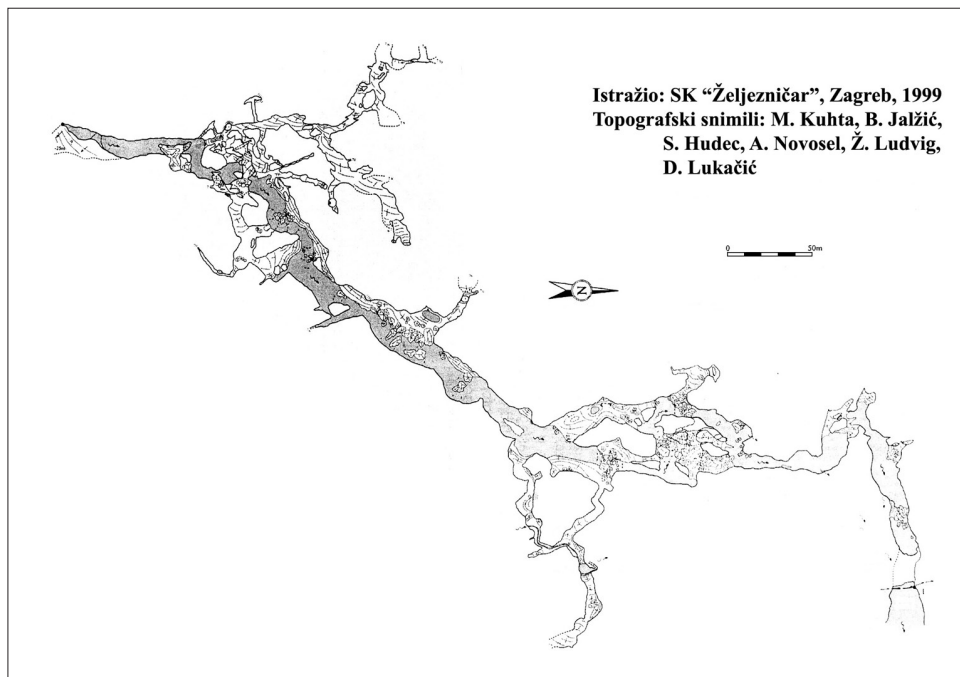 Istražio: SK “Željezničar”, Zagreb, 1999
Topografski snimili: M. Kuhta, B. Jalžić,
S. Hudec, A. Novosel, Ž. Ludvig,
D. Lukačić
0 50m
N